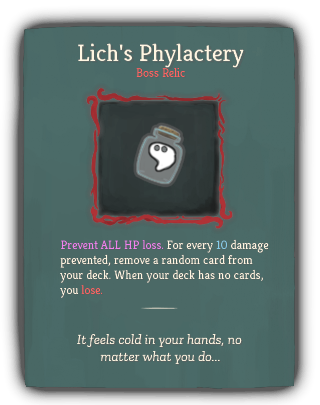 Lich's Phylactery
Boss Relic
Prevent ALL HP loss. For every 10 damage
prevented, remove a random card from
your deck. When your deck has no cards,
you lose.
It feels cold in your hands, no
matter what you do...